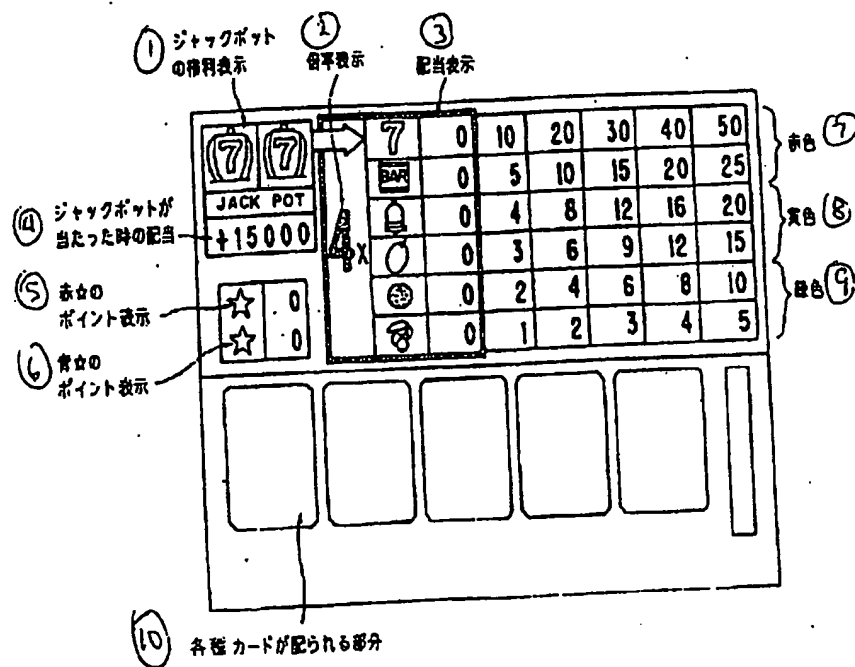 ① ジャックポット
の権利表示
② 倍率表示
③
配当表示
7 7
JACK POT
+15000
7 0 10 20 30 40 50
BAR 0 5 10 15 20 25
0 4 8 12 16 20
X 0 3 6 9 12 15
0 2 4 6 8 10
0 1 2 3 4 5
赤色 ⑦
黄色 ⑧
緑色 ⑨
④ ジャックポットが
当たった時の配当
⑤ 赤☆の
ポイント表示
☆ 0
⑥ 青☆の
ポイント表示
☆ 0
⑩ 各種カードが配られる部分